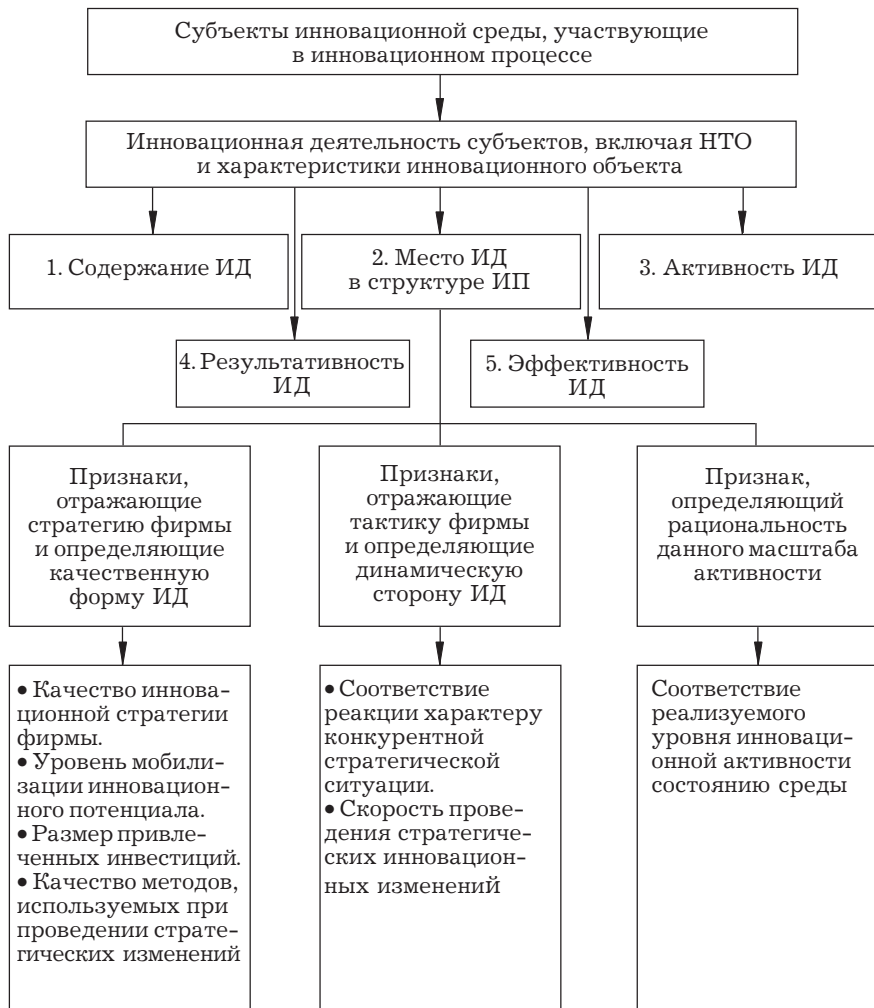 Субъекты инновационной среды, участвующие
в инновационном процессе
Инновационная деятельность субъектов, включая НТО
и характеристики инновационного объекта
1. Содержание ИД
2. Место ИД
в структуре ИП
3. Активность ИД
4. Результативность
ИД
5. Эффективность
ИД
Признаки,
отражающие
стратегию фирмы
и определяющие
качественную
форму ИД
Признаки,
отражающие
тактику фирмы
и определяющие
динамическую
сторону ИД
Признак,
определяющий
рациональность
данного масштаба
активности
• Качество иннова-
ционной стратегии
фирмы.
• Уровень мобили-
зации инновацион-
ного потенциала.
• Размер привле-
ченных инвестиций.
• Качество методов,
используемых при
проведении страте-
гических изменений
• Соответствие
реакции характеру
конкурентной
стратегической
ситуации.
• Скорость прове-
дения стратегиче-
ских инновацион-
ных изменений
Соответствие
реализуемого
уровня инноваци-
онной активности
состоянию среды